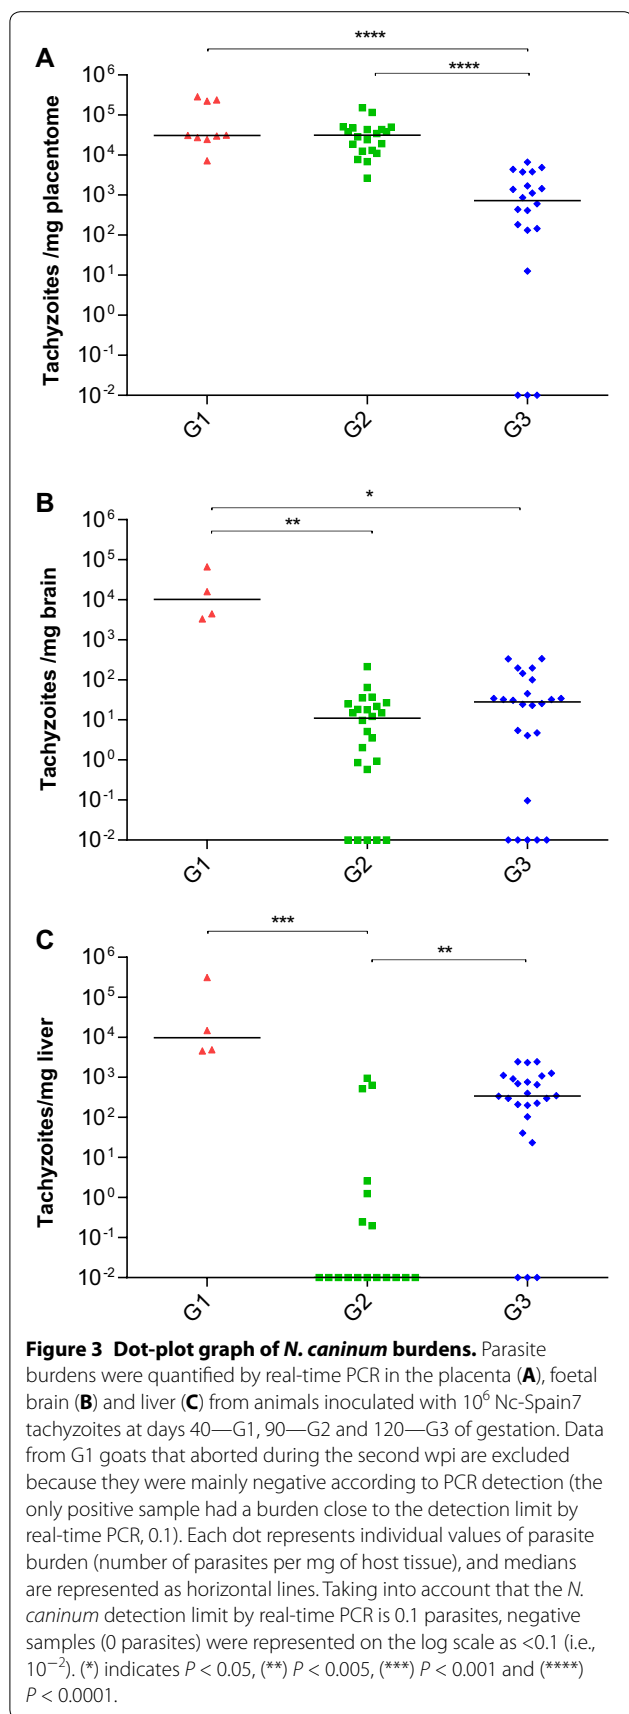 A
****
****
Tachyzoites /mg placentome
10⁶
10⁵
10⁴
10³
10²
10¹
10⁰
10⁻¹
10⁻²
G1
G2
G3
B
*
**
Tachyzoites /mg brain
10⁶
10⁵
10⁴
10³
10²
10¹
10⁰
10⁻¹
10⁻²
G1
G2
G3
C
***
**
Tachyzoites/mg liver
10⁶
10⁵
10⁴
10³
10²
10¹
10⁰
10⁻¹
10⁻²
G1
G2
G3
Figure 3 Dot-plot graph of N. caninum burdens. Parasite
burdens were quantified by real-time PCR in the placenta (A), foetal
brain (B) and liver (C) from animals inoculated with 10⁶ Nc-Spain7
tachyzoites at days 40—G1, 90—G2 and 120—G3 of gestation. Data
from G1 goats that aborted during the second wpi are excluded
because they were mainly negative according to PCR detection (the
only positive sample had a burden close to the detection limit by
real-time PCR, 0.1). Each dot represents individual values of parasite
burden (number of parasites per mg of host tissue), and medians
are represented as horizontal lines. Taking into account that the N.
caninum detection limit by real-time PCR is 0.1 parasites, negative
samples (0 parasites) were represented on the log scale as <0.1 (i.e.,
10⁻²). (*) indicates P < 0.05, (**) P < 0.005, (***) P < 0.001 and (****)
P < 0.0001.